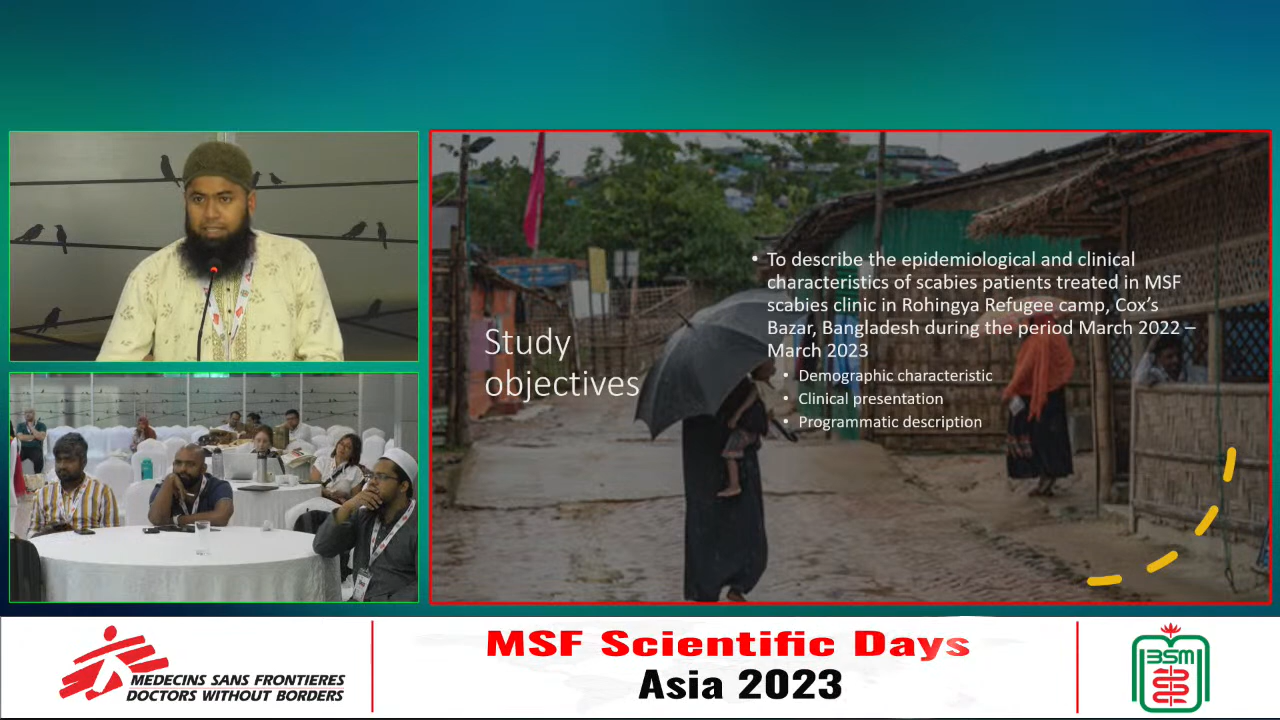 Study
objectives
• To describe the epidemiological and clinical
characteristics of scabies patients treated in MSF
scabies clinic in Rohingya Refugee camp, Cox's
Bazar, Bangladesh during the period March 2022 –
March 2023
• Demographic characteristic
• Clinical presentation
• Programmatic description
MEDECINS SANS FRONTIERES
DOCTORS WITHOUT BORDERS
MSF Scientific Days
Asia 2023
BSM